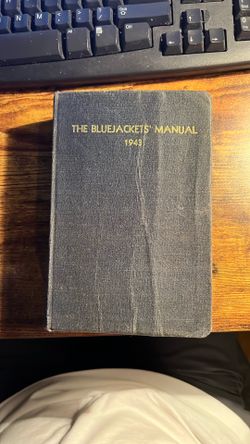 THE BLUEJACKETS' MANUAL
1943